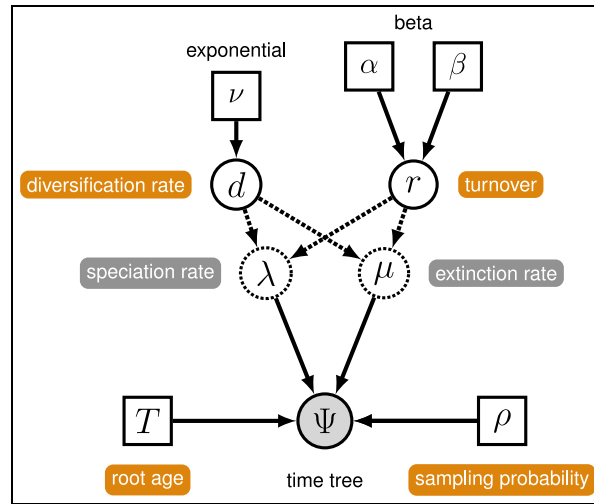 beta
exponential
α
β
ν
diversification rate
d
r
turnover
speciation rate
λ
μ
extinction rate
T
Ψ
ρ
root age
time tree
sampling probability